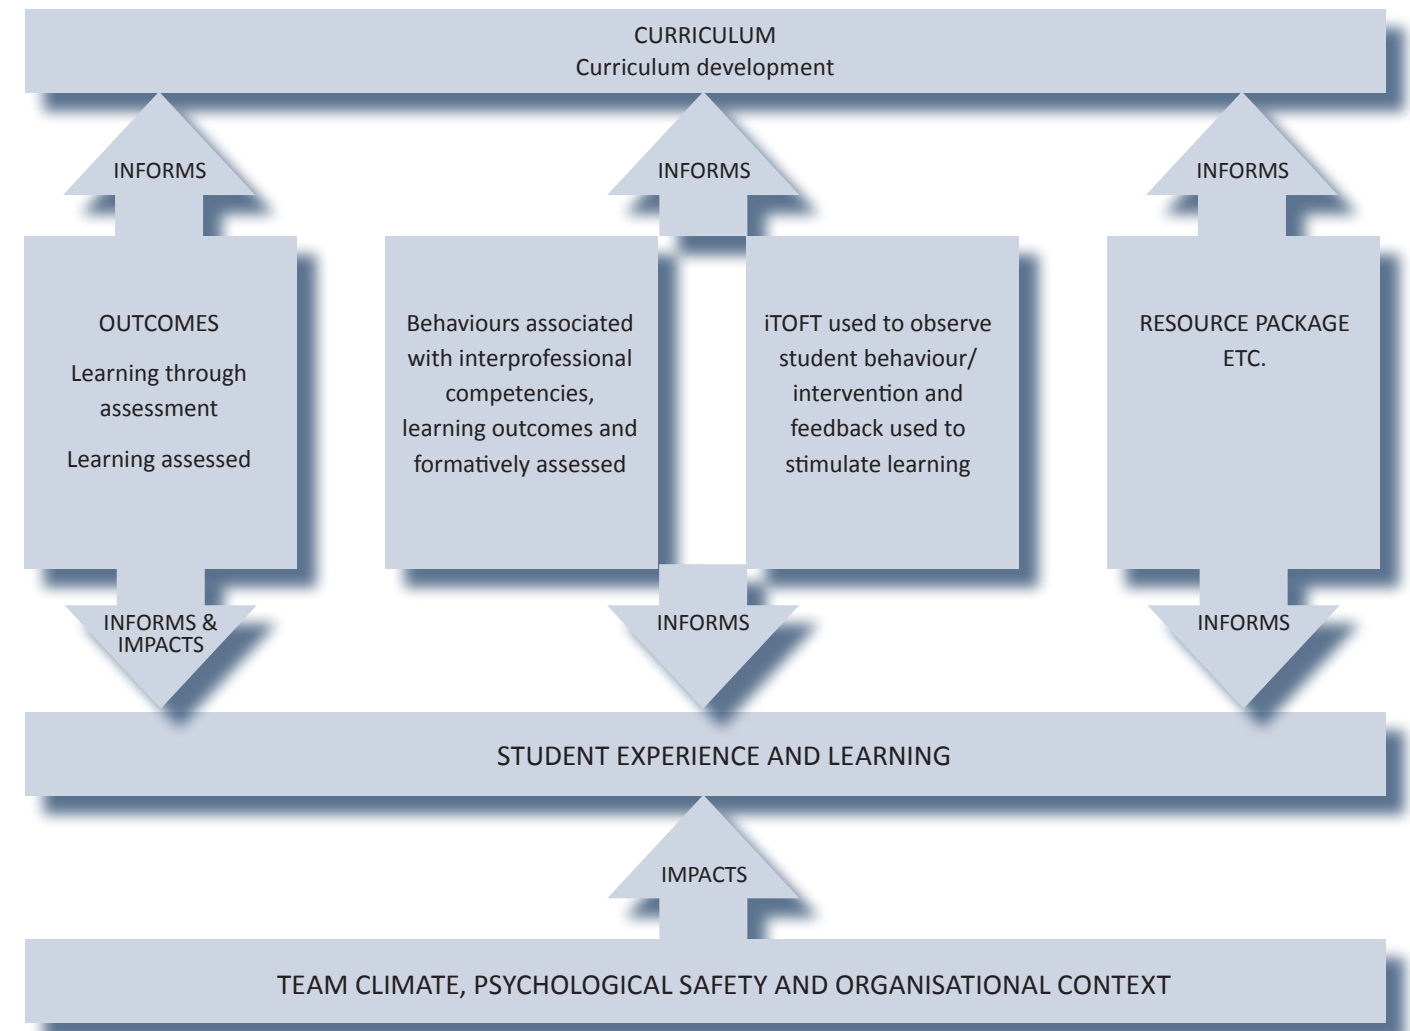 CURRICULUM
Curriculum development
INFORMS
INFORMS
INFORMS
OUTCOMES
Learning through
assessment
Learning assessed
Behaviours associated
with interprofessional
competencies,
learning outcomes and
formatively assessed
iTOFT used to observe
student behaviour/
intervention and
feedback used to
stimulate learning
RESOURCE PACKAGE
ETC.
INFORMS &
IMPACTS
INFORMS
INFORMS
STUDENT EXPERIENCE AND LEARNING
IMPACTS
TEAM CLIMATE, PSYCHOLOGICAL SAFETY AND ORGANISATIONAL CONTEXT